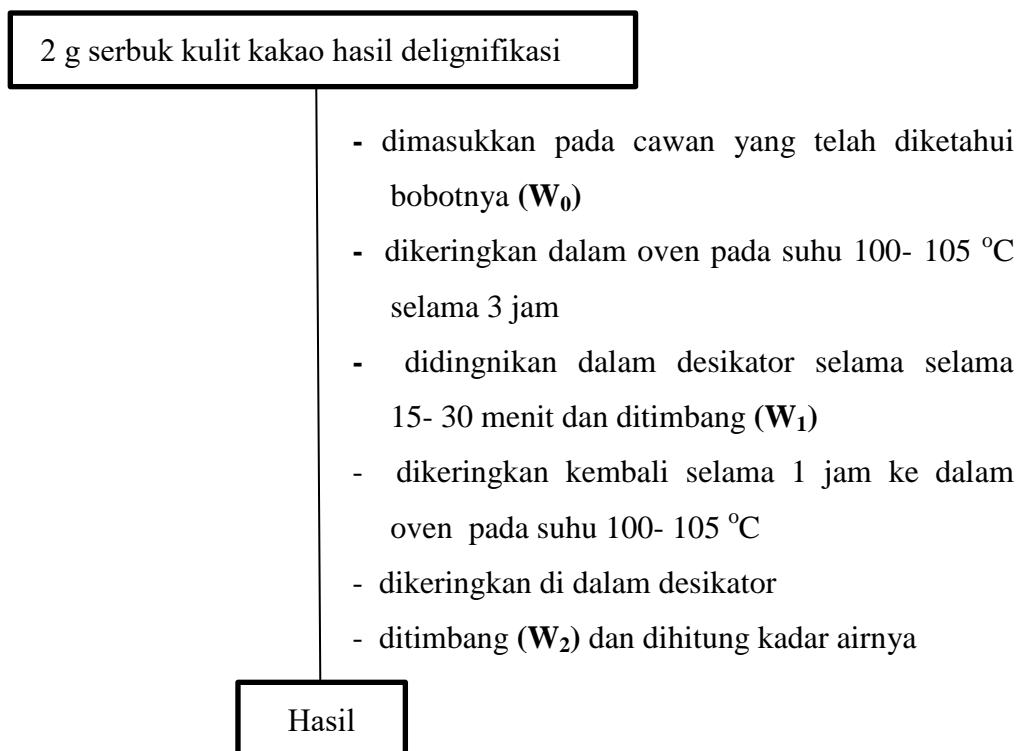 2 g serbuk kulit kakao hasil delignifikasi
- dimasukkan pada cawan yang telah diketahui
bobotnya (W₀)
- dikeringkan dalam oven pada suhu 100- 105 °C
selama 3 jam
- didingnikan dalam desikator selama selama
15- 30 menit dan ditimbang (W₁)
- dikeringkan kembali selama 1 jam ke dalam
oven pada suhu 100- 105 °C
- dikeringkan di dalam desikator
- ditimbang (W₂) dan dihitung kadar airnya
Hasil